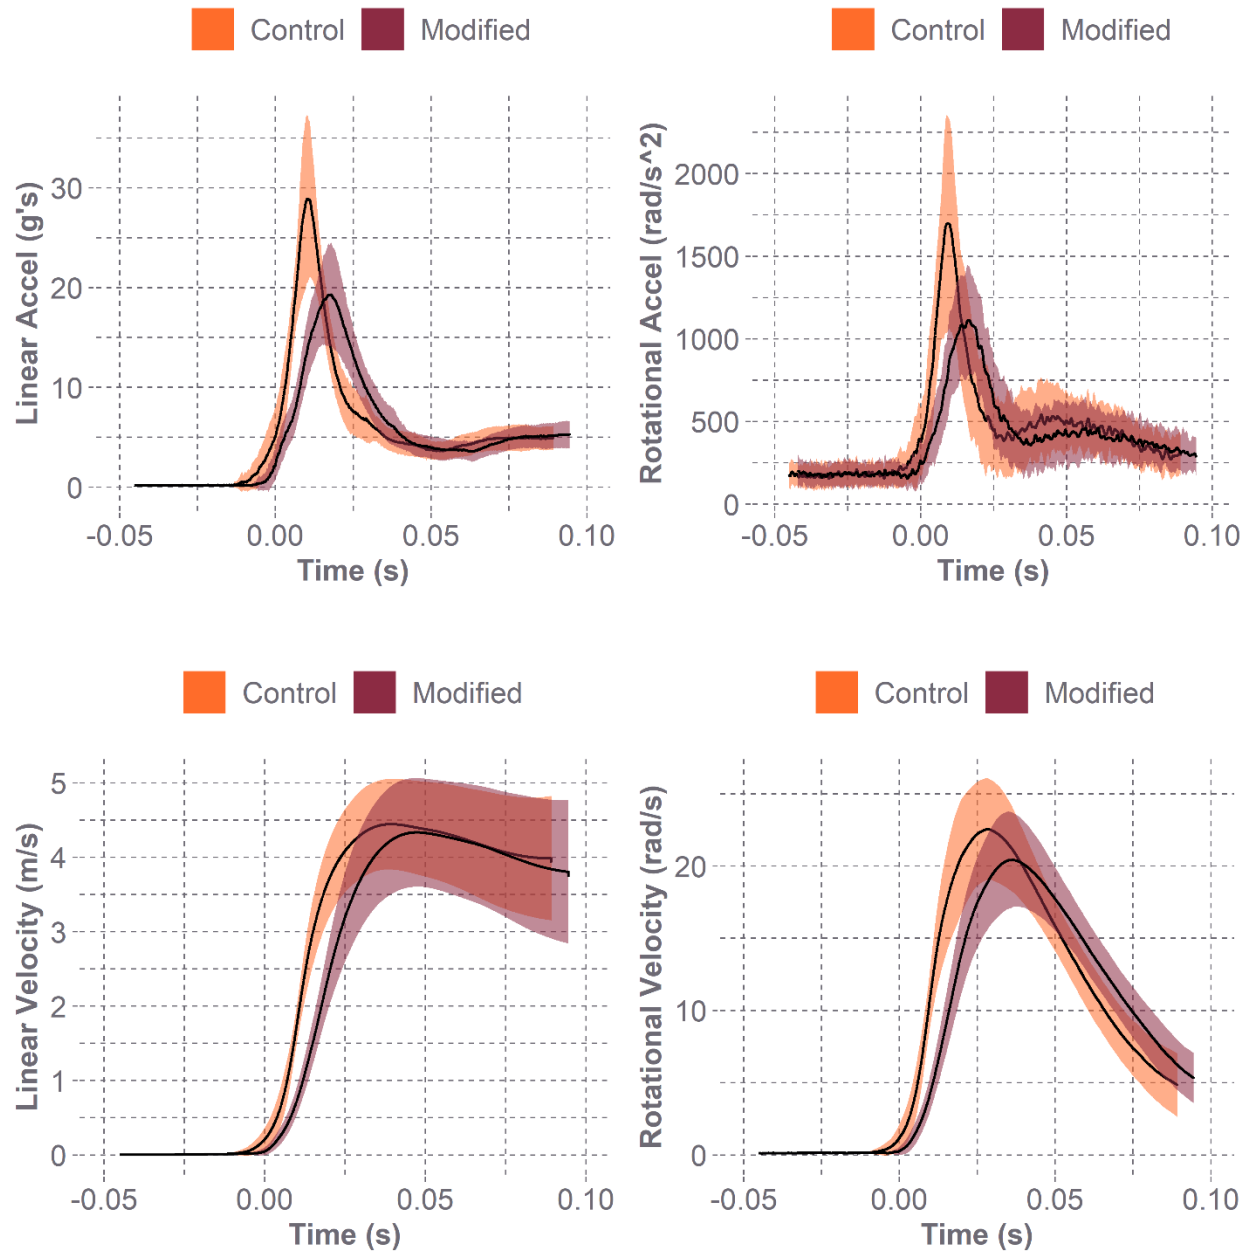 Control Modified
Linear Accel (g's)
30
20
10
0
-0.05 0.00 0.05 0.10
Time (s)
Control Modified
Rotational Accel (rad/s^2)
2000
1500
1000
500
0
-0.05 0.00 0.05 0.10
Time (s)
Control Modified
Linear Velocity (m/s)
5
4
3
2
1
0
-0.05 0.00 0.05 0.10
Time (s)
Control Modified
Rotational Velocity (rad/s)
20
10
0
-0.05 0.00 0.05 0.10
Time (s)